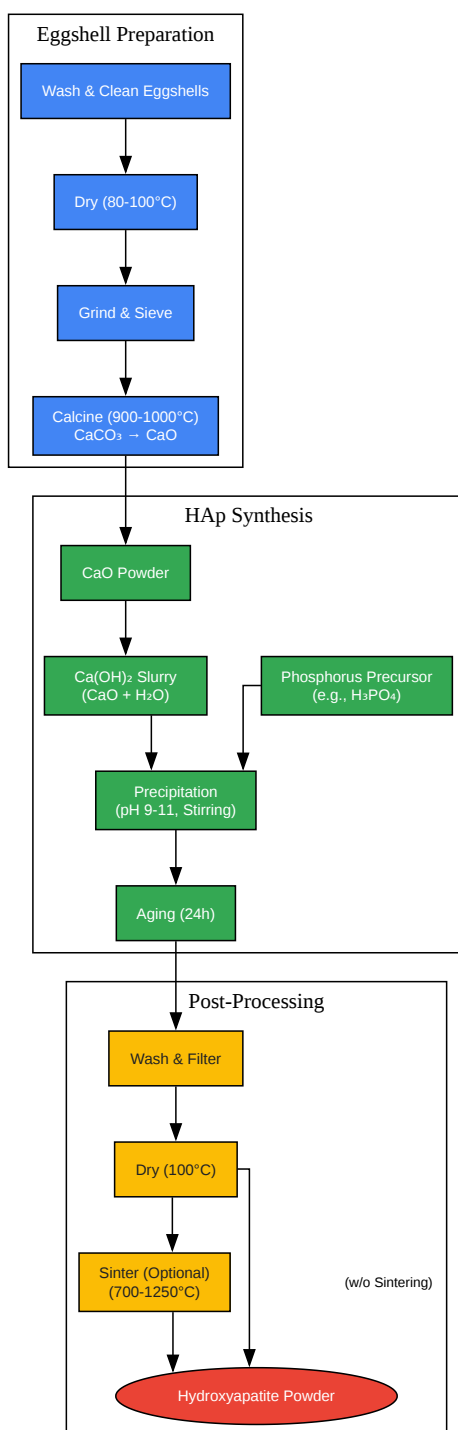 Eggshell Preparation
Wash & Clean Eggshells
Dry (80-100°C)
Grind & Sieve
Calcine (900-1000°C)
CaCO₃ → CaO
HAp Synthesis
CaO Powder
Ca(OH)₂ Slurry
(CaO + H₂O)
Phosphorus Precursor
(e.g., H₃PO₄)
Precipitation
(pH 9-11, Stirring)
Aging (24h)
Post-Processing
Wash & Filter
Dry (100°C)
Sinter (Optional)
(700-1250°C)
(w/o Sintering)
Hydroxyapatite Powder